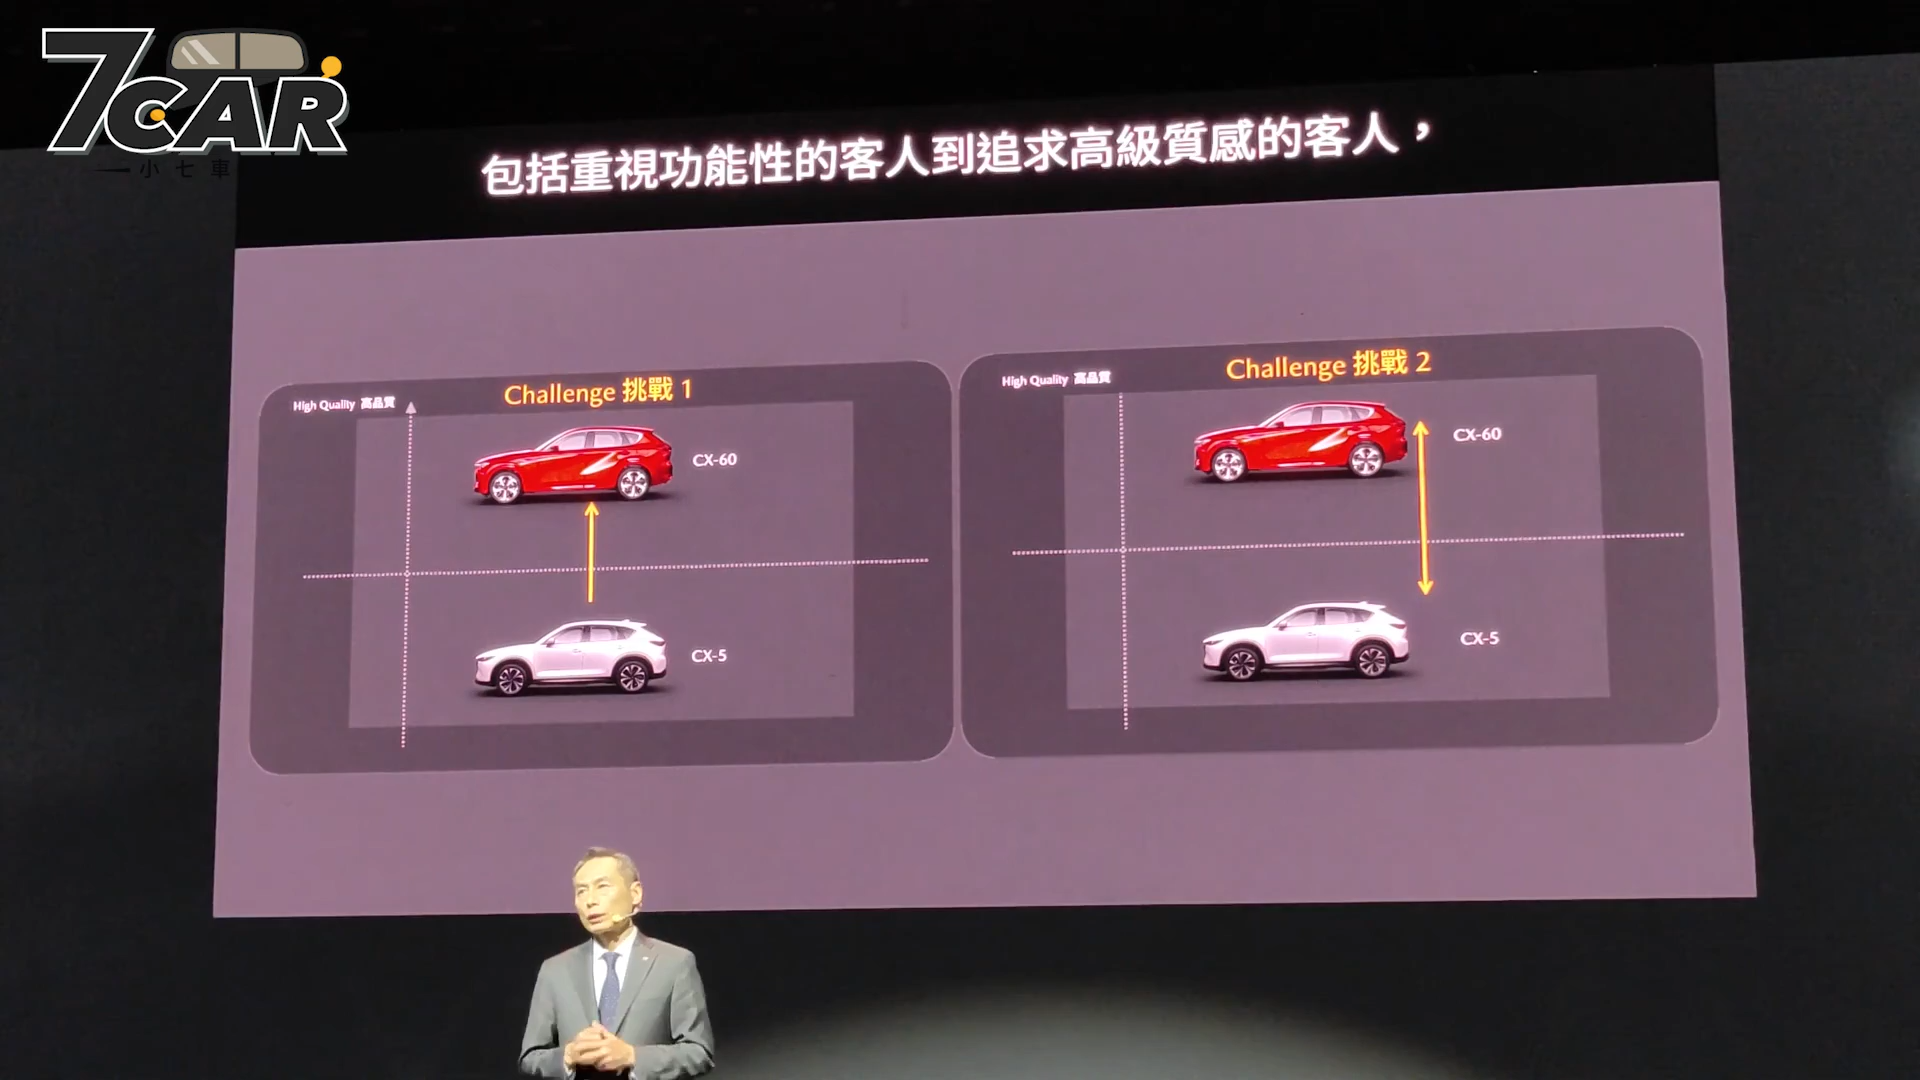 7CAR
小七車
包括重視功能性的客人到追求高級質感的客人，
Challenge 挑戰 1
High Quality 高品質
CX-60
CX-5
Challenge 挑戰 2
High Quality 高品質
CX-60
CX-5